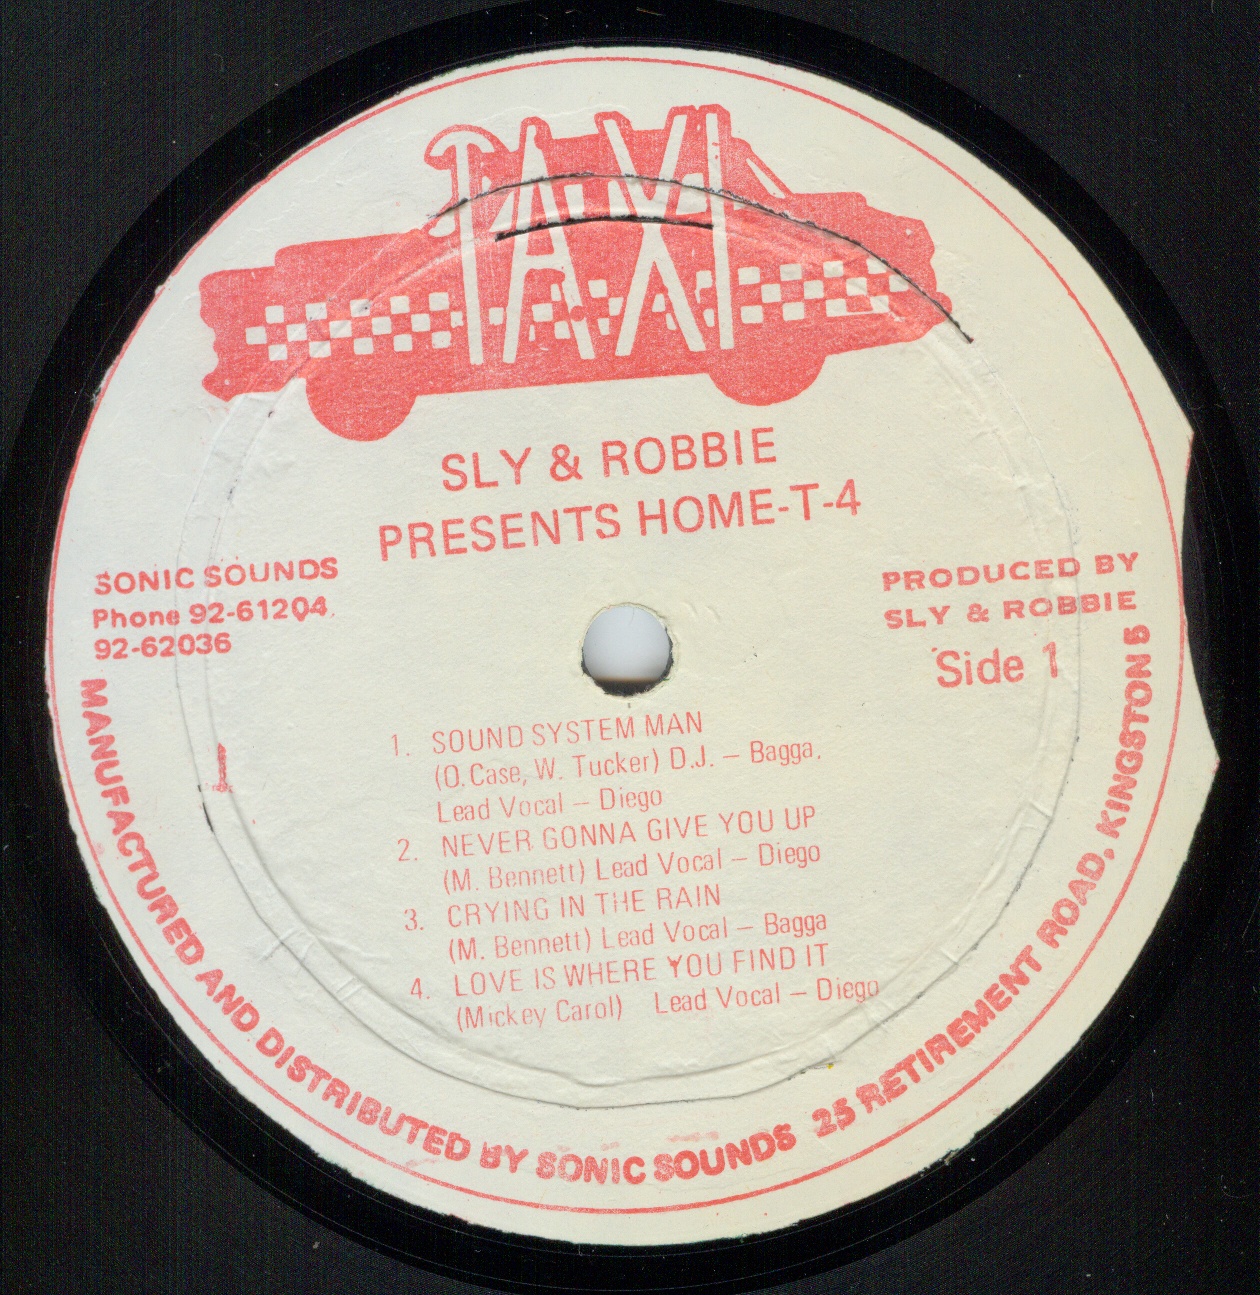 TAXI
SLY & ROBBIE
PRESENTS HOME-T-4
SONIC SOUNDS
Phone 92-61204
92-62036
PRODUCED BY
SLY & ROBBIE
Side 1
1. SOUND SYSTEM MAN
(O. Case, W. Tucker) D.J. – Bagga,
Lead Vocal – Diego
2. NEVER GONNA GIVE YOU UP
(M. Bennett) Lead Vocal – Diego
3. CRYING IN THE RAIN
(M. Bennett) Lead Vocal – Bagga
4. LOVE IS WHERE YOU FIND IT
(Mickey Carol) Lead Vocal – Diego
MANUFACTURED AND DISTRIBUTED BY SONIC SOUNDS 25 RETIREMENT ROAD, KINGSTON 5